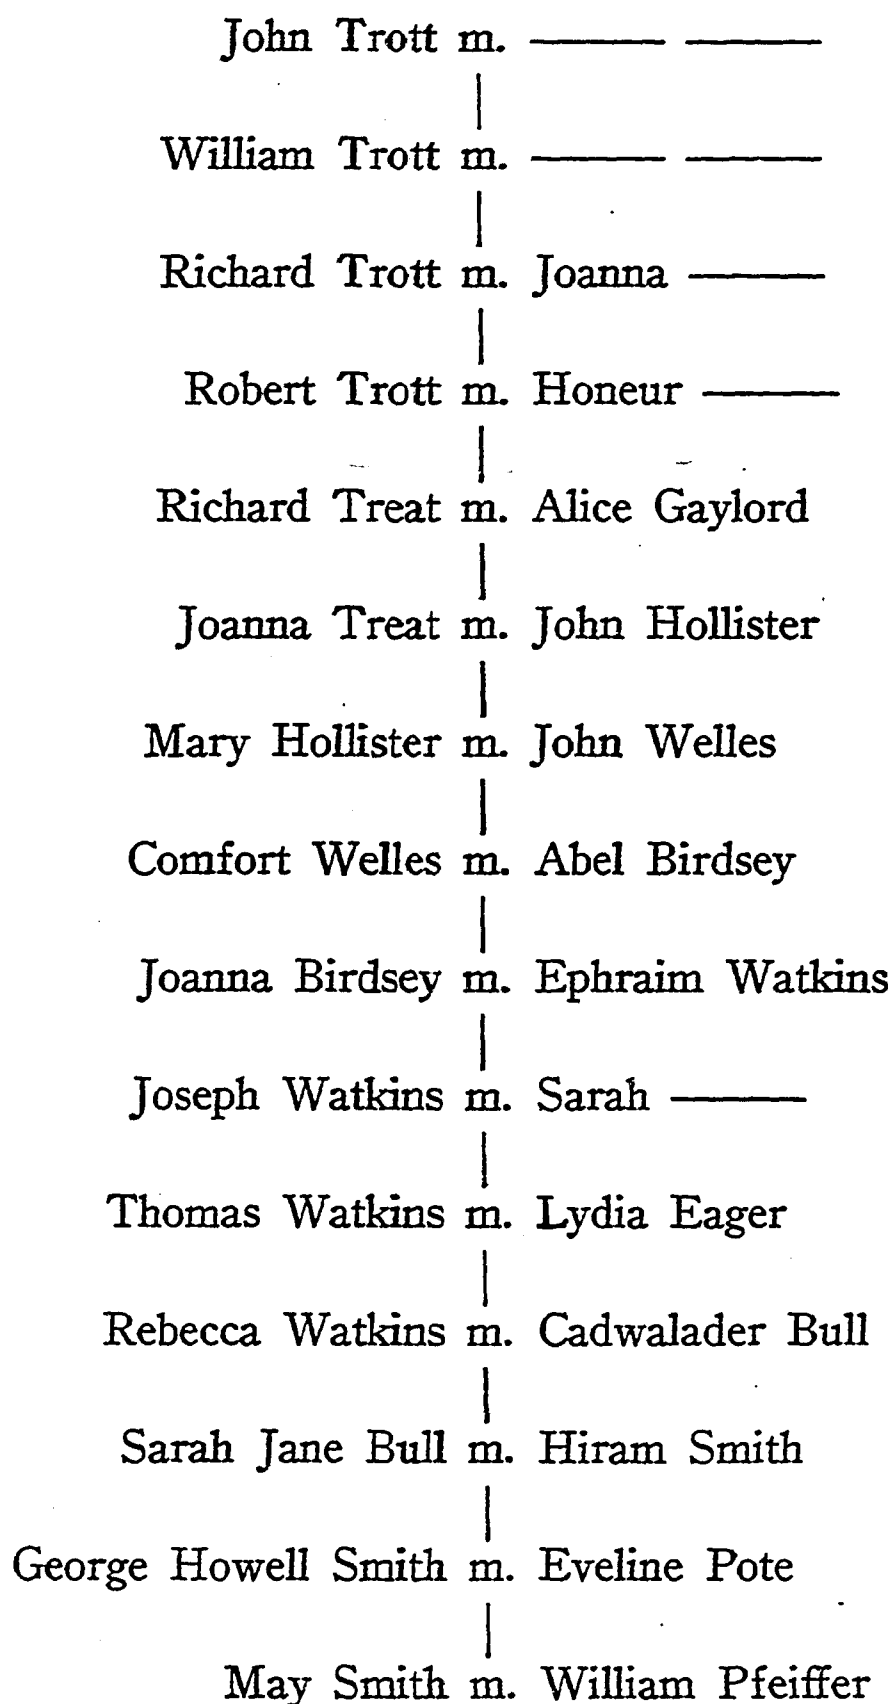 John Trott m. ——— ———
William Trott m. ——— ———
Richard Trott m. Joanna ———
Robert Trott m. Honeur ———
Richard Treat m. Alice Gaylord
Joanna Treat m. John Hollister
Mary Hollister m. John Welles
Comfort Welles m. Abel Birdsey
Joanna Birdsey m. Ephraim Watkins
Joseph Watkins m. Sarah ———
Thomas Watkins m. Lydia Eager
Rebecca Watkins m. Cadwalader Bull
Sarah Jane Bull m. Hiram Smith
George Howell Smith m. Eveline Pote
May Smith m. William Pfeiffer